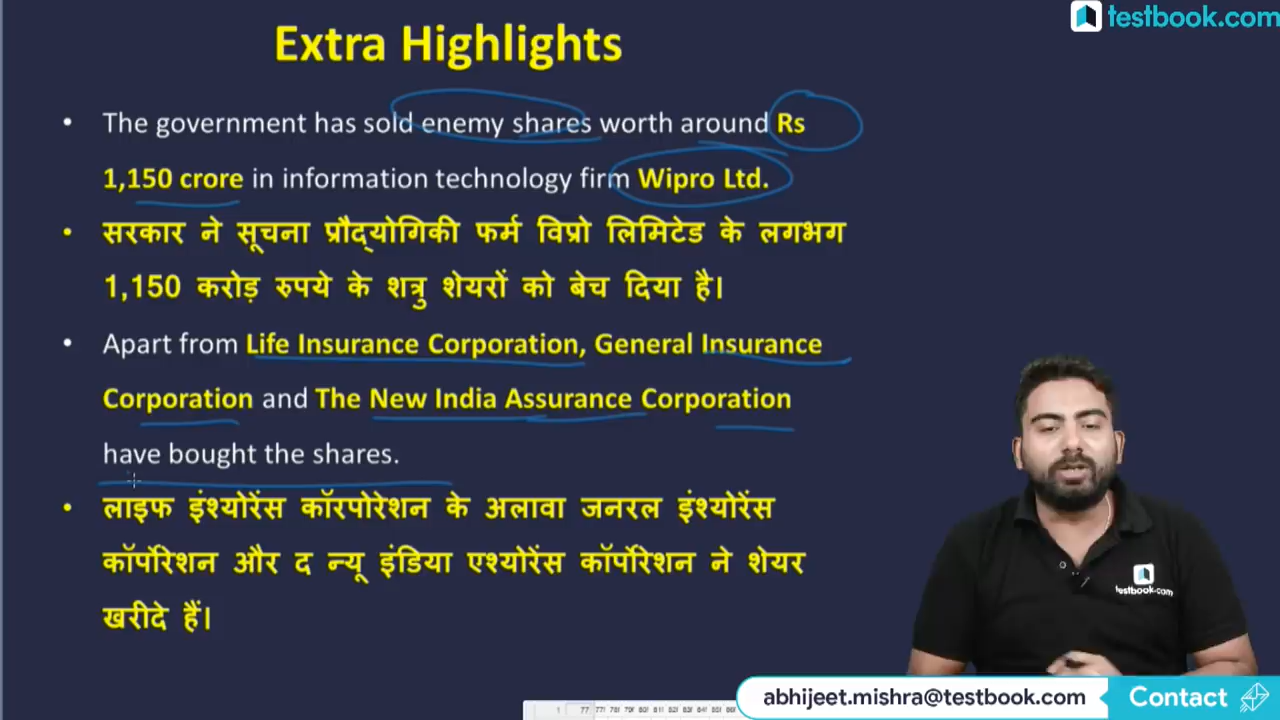 testbook.com
Extra Highlights
• The government has sold enemy shares worth around Rs
1,150 crore in information technology firm Wipro Ltd.
• सरकार ने सूचना प्रौद्योगिकी फर्म विप्रो लिमिटेड के लगभग
1,150 करोड़ रुपये के शत्रु शेयरों को बेच दिया है।
• Apart from Life Insurance Corporation, General Insurance
Corporation and The New India Assurance Corporation
have bought the shares.
• लाइफ इंश्योरेंस कॉरपोरेशन के अलावा जनरल इंश्योरेंस
कॉर्पोरेशन और द न्यू इंडिया एश्योरेंस कॉर्पोरेशन ने शेयर
खरीदे हैं।
testbook.com
abhijeet.mishra@testbook.com Contact